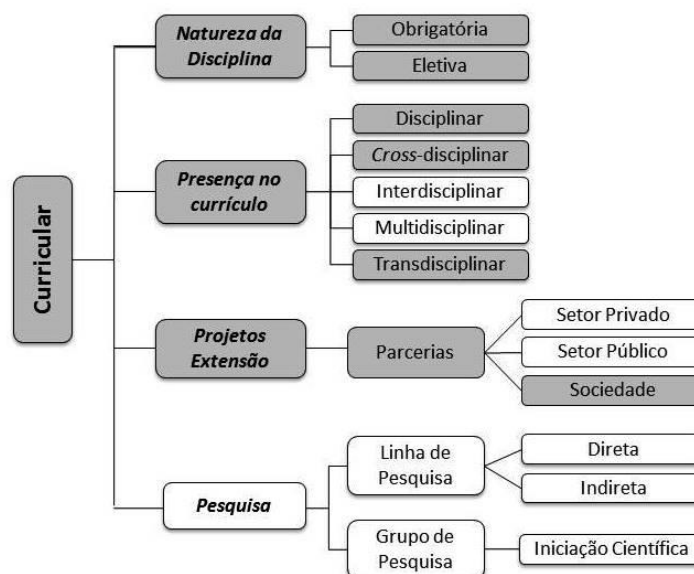 Curricular
Natureza da
Disciplina
Obrigatória
Eletiva
Presença no
currículo
Disciplinar
Cross-disciplinar
Interdisciplinar
Multidisciplinar
Transdisciplinar
Projetos
Extensão
Parcerias
Setor Privado
Setor Público
Sociedade
Pesquisa
Linha de
Pesquisa
Direta
Indireta
Grupo de
Pesquisa
Iniciação Científica